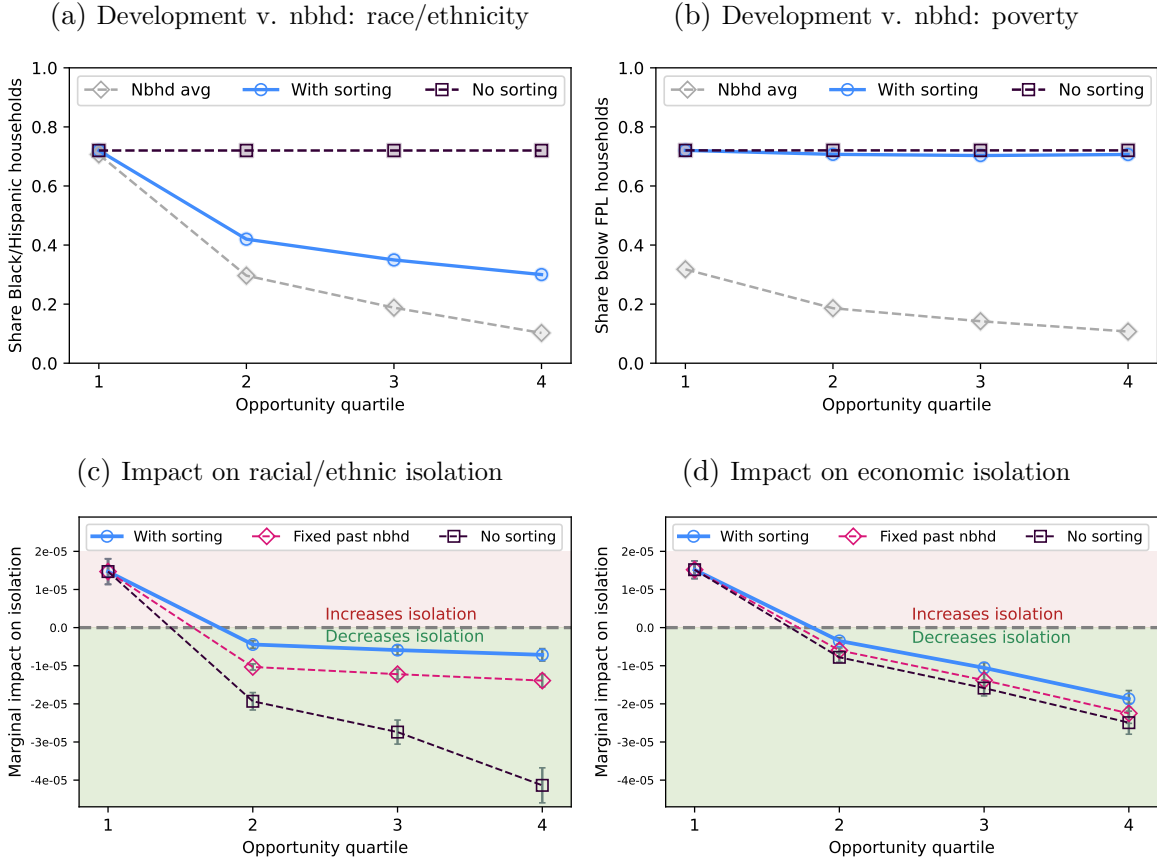 (a) Development v. nbhd: race/ethnicity
Nbhd avg With sorting No sorting
Share Black/Hispanic households
1.0
0.8
0.6
0.4
0.2
0.0
1 2 3 4
Opportunity quartile
(b) Development v. nbhd: poverty
Nbhd avg With sorting No sorting
Share below FPL households
1.0
0.8
0.6
0.4
0.2
0.0
1 2 3 4
Opportunity quartile
(c) Impact on racial/ethnic isolation
With sorting Fixed past nbhd No sorting
Marginal impact on isolation
2e-05
1e-05
0.0
-1e-05
-2e-05
-3e-05
-4e-05
Increases isolation
Decreases isolation
1 2 3 4
Opportunity quartile
(d) Impact on economic isolation
With sorting Fixed past nbhd No sorting
Marginal impact on isolation
2e-05
1e-05
0.0
-1e-05
-2e-05
-3e-05
-4e-05
Increases isolation
Decreases isolation
1 2 3 4
Opportunity quartile